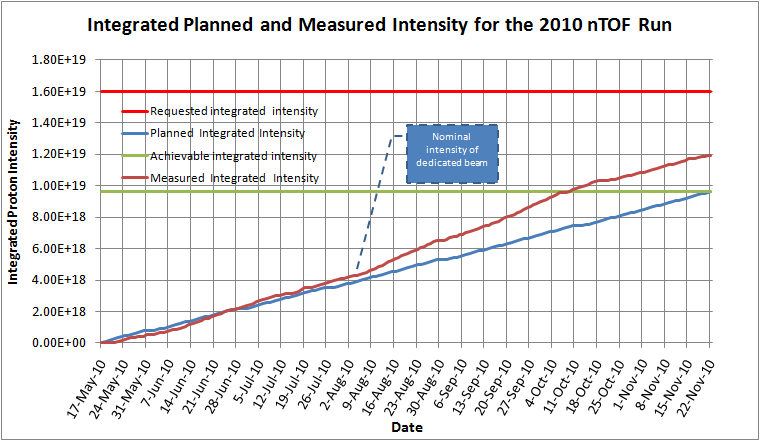 Integrated Planned and Measured Intensity for the 2010 nTOF Run
1.80E+19
1.60E+19
1.40E+19
1.20E+19
1.00E+19
8.00E+18
6.00E+18
4.00E+18
2.00E+18
0.00E+00
Integrated Proton Intensity
Requested integrated intensity
Planned Integrated Intensity
Achievable integrated intensity
Measured Integrated Intensity
Nominal
intensity of
dedicated beam
17-May-10
24-May-10
31-May-10
7-Jun-10
14-Jun-10
21-Jun-10
28-Jun-10
5-Jul-10
12-Jul-10
19-Jul-10
26-Jul-10
2-Aug-10
9-Aug-10
16-Aug-10
23-Aug-10
30-Aug-10
6-Sep-10
13-Sep-10
20-Sep-10
27-Sep-10
4-Oct-10
11-Oct-10
18-Oct-10
25-Oct-10
1-Nov-10
8-Nov-10
15-Nov-10
22-Nov-10
Date